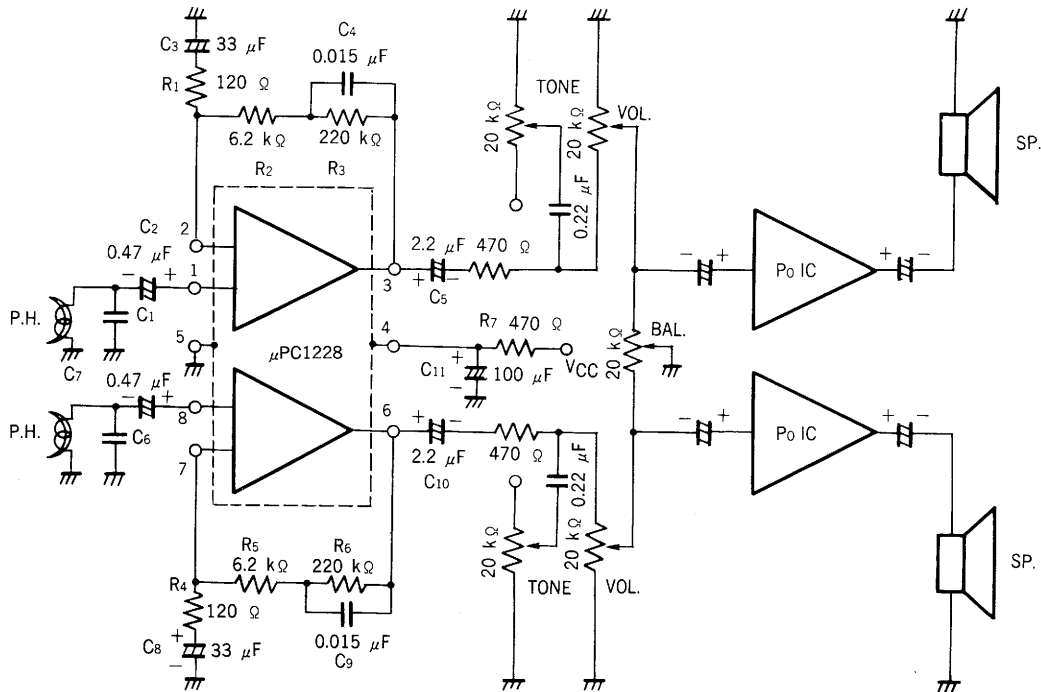 C3 33 µF
C4
0.015 µF
R1 120 Ω
6.2 kΩ
220 kΩ
R2
R3
20 kΩ
TONE
20 kΩ
VOL.
0.22 µF
SP.
C2
0.47 µF
2
- +
1
P.H.
C1
3
2.2 µF
+ -
C5
470 Ω
- +
Po IC
+ -
5
µPC1228
4
R7 470 Ω
+
C11
-
100 µF
VCC
20 kΩ
BAL.
C7
0.47 µF
- +
8
P.H.
C6
7
6
+ -
2.2 µF
C10
470 Ω
0.22 µF
- +
Po IC
+ -
R5
6.2 kΩ
R6
220 kΩ
R4
120 Ω
+
C8
-
33 µF
0.015 µF
C9
20 kΩ
TONE
20 kΩ
VOL.
SP.